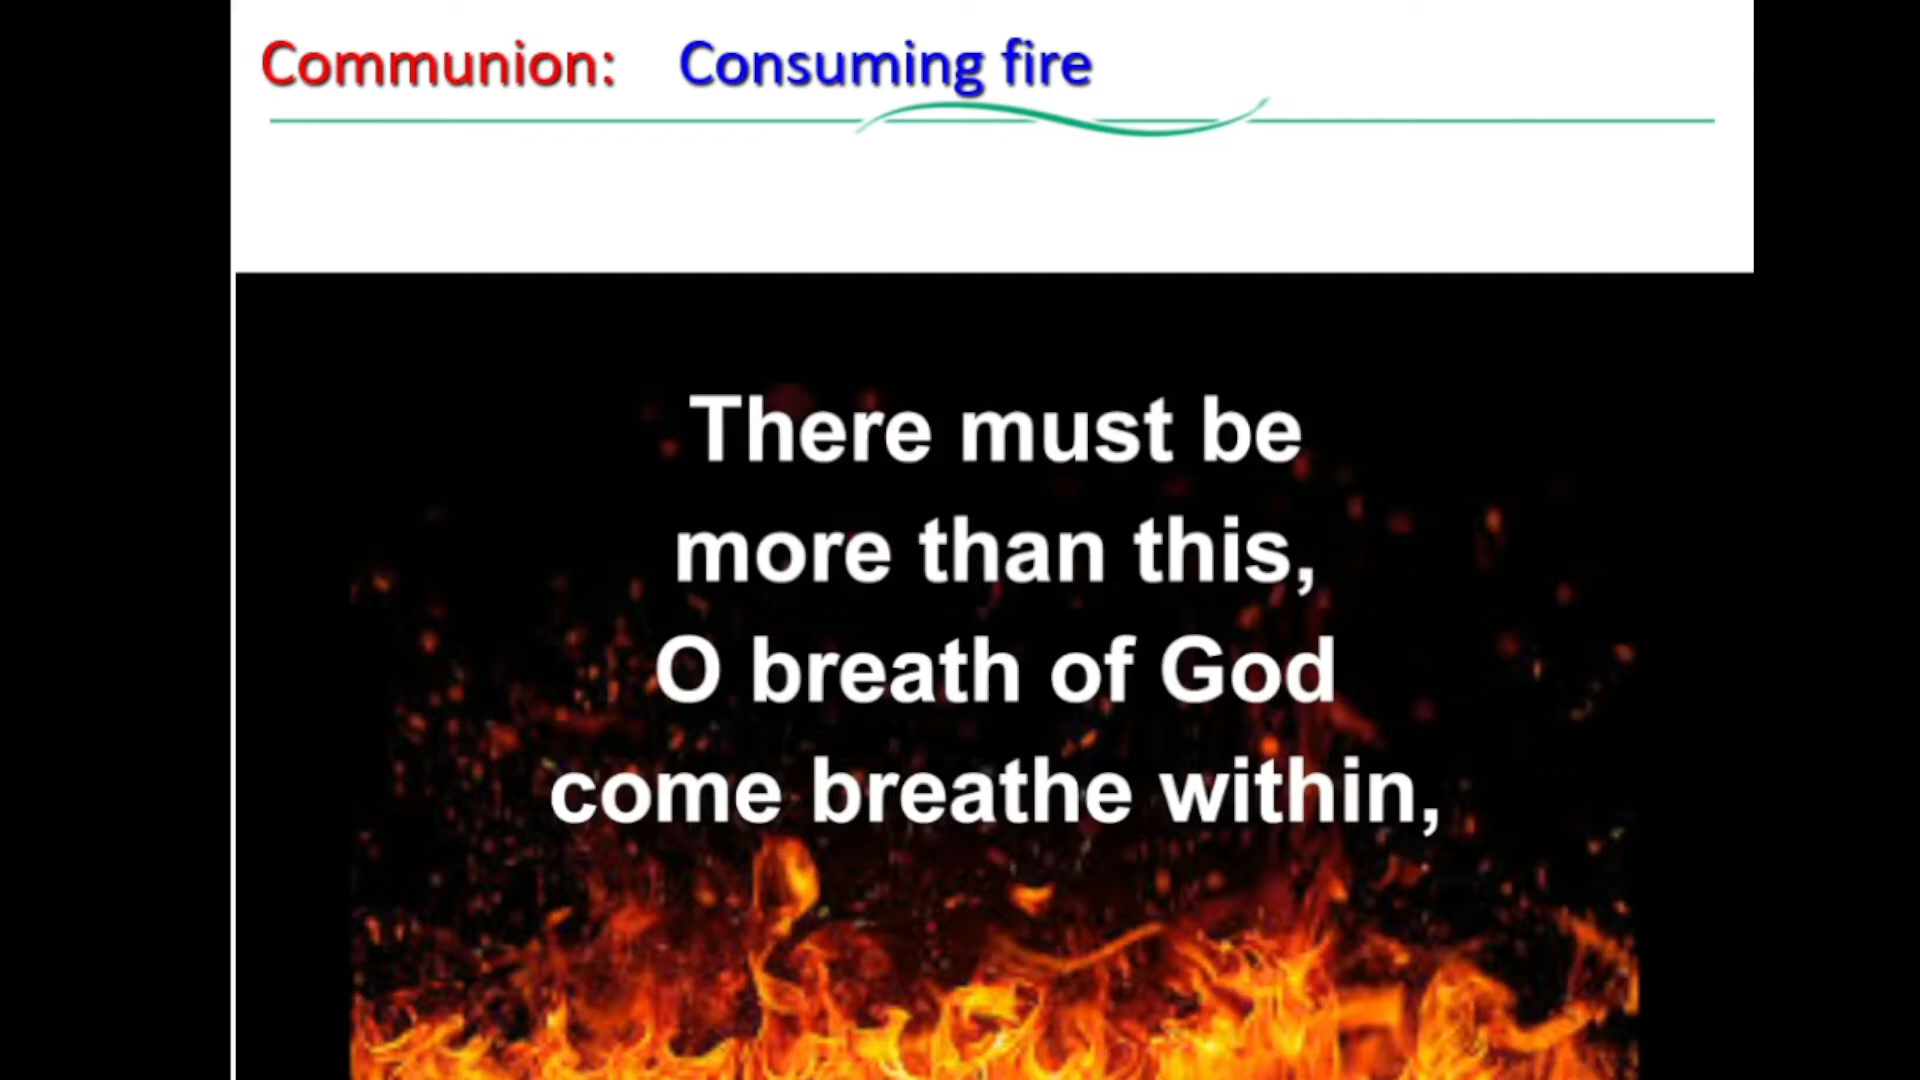 Communion: Consuming fire
There must be
more than this,
O breath of God
come breathe within,